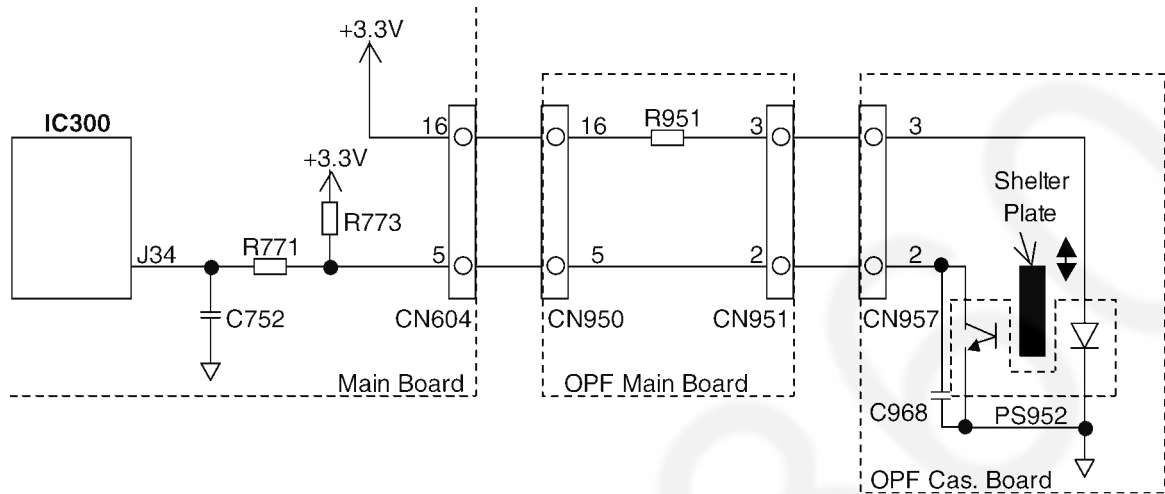 +3.3V
IC300
16
16
R951
3
3
+3.3V
Shelter
Plate
R773
J34
R771
5
5
2
2
C752
CN604
CN950
CN951
CN957
Main Board
OPF Main Board
C968
PS952
OPF Cas. Board